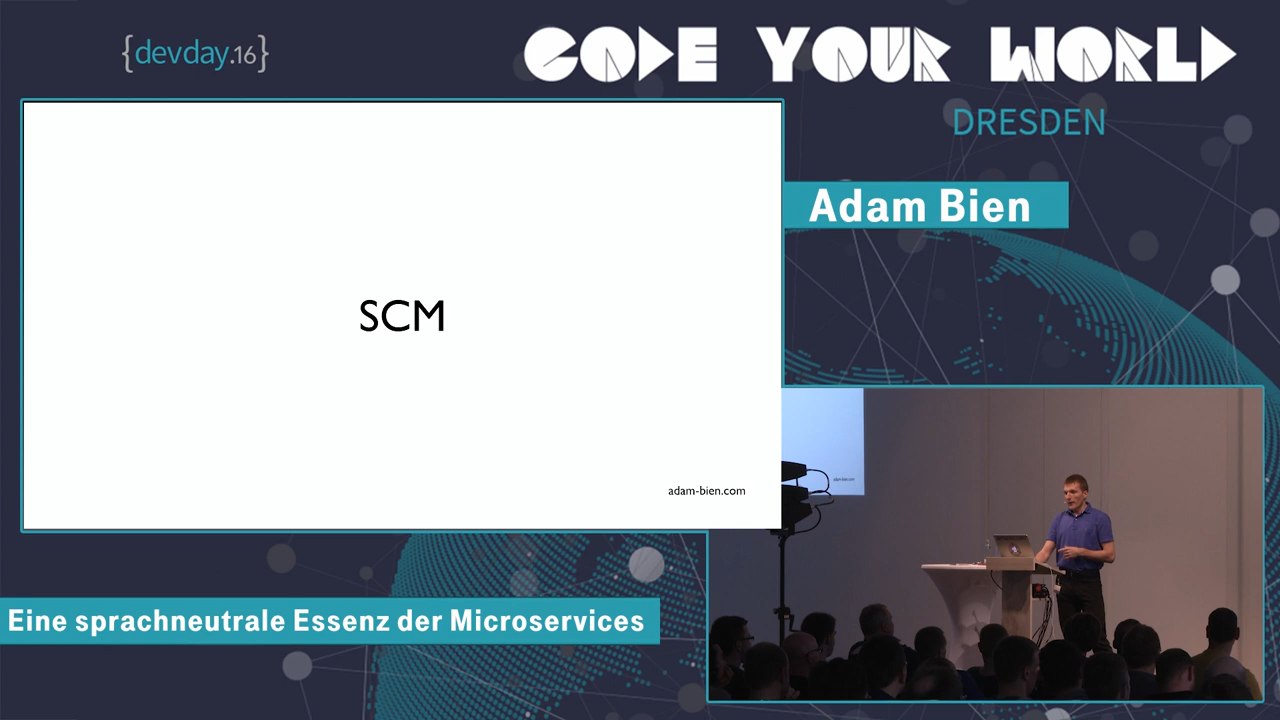 {devday.16}
CODE YOUR WORLD
DRESDEN
Adam Bien
SCM
adam-bien.com
Eine sprachneutrale Essenz der Microservices